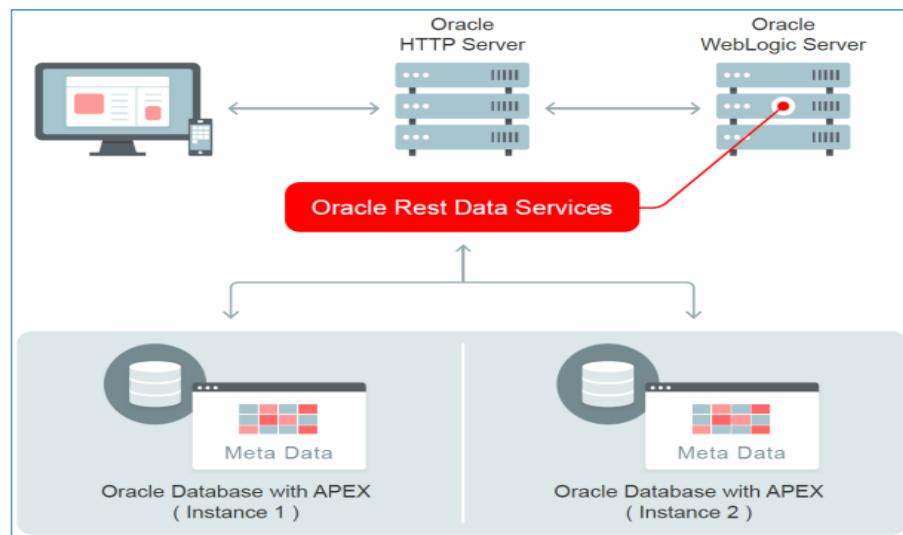 Oracle
HTTP Server
Oracle
WebLogic Server
Oracle Rest Data Services
Meta Data
Oracle Database with APEX
( Instance 1 )
Meta Data
Oracle Database with APEX
( Instance 2 )